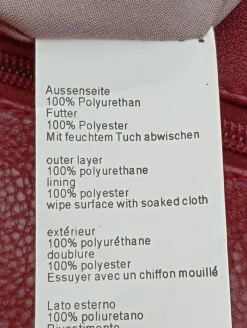 Aussenseite
100% Polyurethan
Futter
100% Polyester
Mit feuchtem Tuch abwischen
outer layer
100% polyurethane
lining
100% polyester
wipe surface with soaked cloth
extérieur
100% polyuréthane
doublure
100% polyester
Essuyer avec un chiffon mouillé
Lato esterno
100% poliuretano